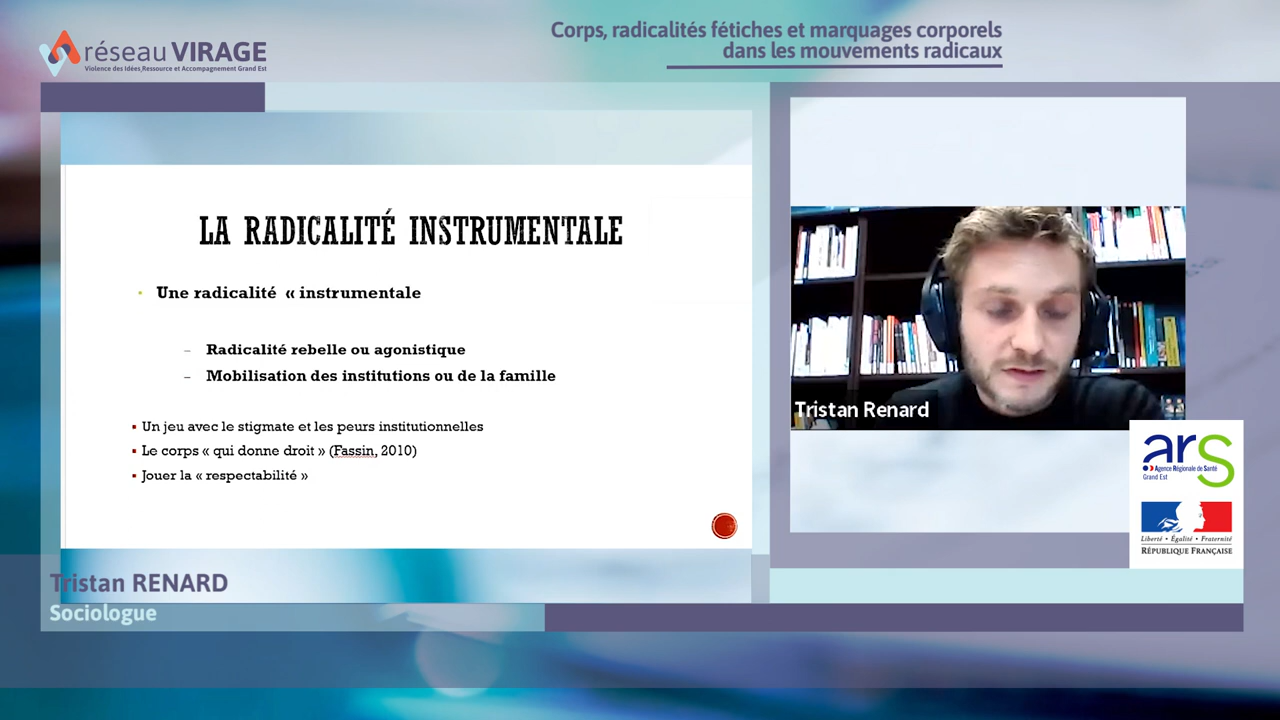 réseau VIRAGE
Violence des Idées,Ressource et Accompagnement Grand Est
Corps, radicalités fétiches et marquages corporels
dans les mouvements radicaux
LA RADICALITÉ INSTRUMENTALE
• Une radicalité « instrumentale
– Radicalité rebelle ou agonistique
– Mobilisation des institutions ou de la famille
▪ Un jeu avec le stigmate et les peurs institutionnelles
▪ Le corps « qui donne droit » (Fassin, 2010)
▪ Jouer la « respectabilité »
Tristan Renard
ars
Agence Régionale de Santé
Grand Est
Liberté • Égalité • Fraternité
RÉPUBLIQUE FRANÇAISE
Tristan RENARD
Sociologue